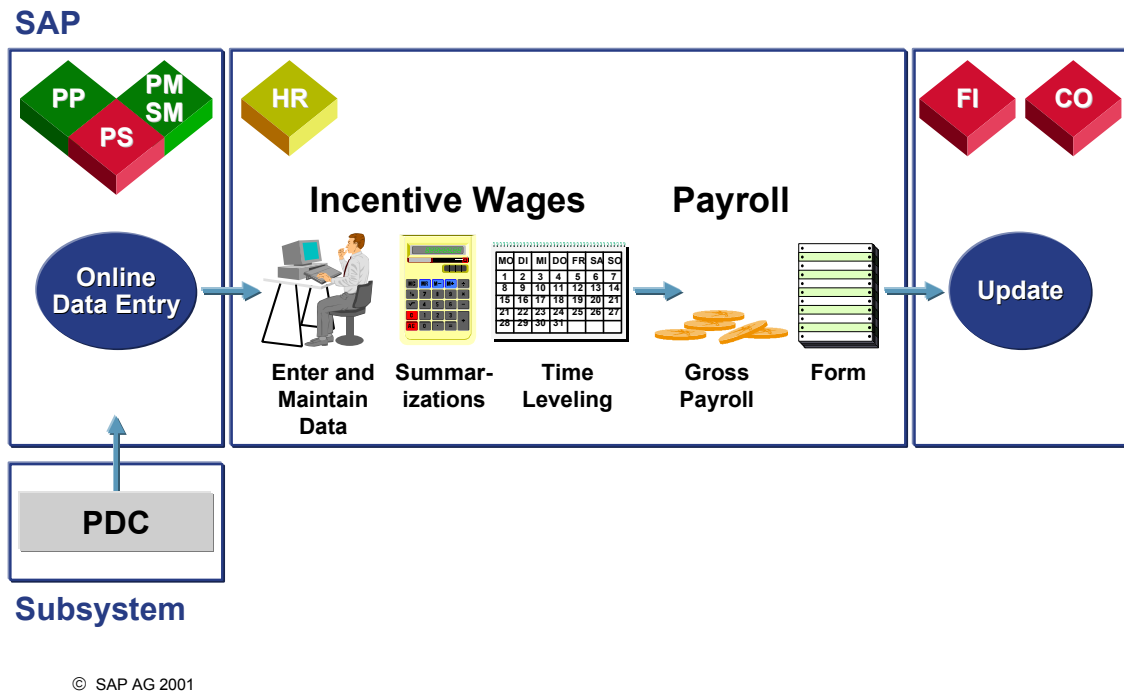 SAP
PP
PM
SM
PS
HR
FI
CO
Incentive Wages
Payroll
Online
Data Entry
MO DI MI DO FR SA SO
1 2 3 4 5 6 7
8 9 10 11 12 13 14
15 16 17 18 19 20 21
21 22 23 24 25 26 27
28 29 30 31
Update
Enter and
Maintain
Data
Summar-
izations
Time
Leveling
Gross
Payroll
Form
PDC
Subsystem
© SAP AG 2001